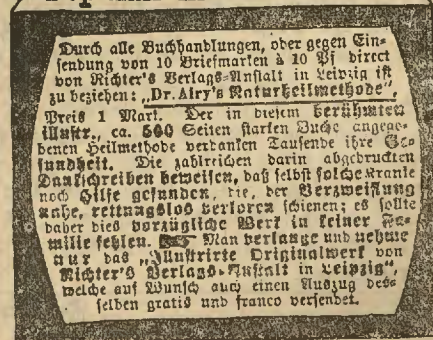 Durch alle Buchhandlungen, oder gegen Ein-
sendung von 10 Briefmarken à 10 Pf direct
von Richter's Verlags-Anstalt in Leipzig ist
zu beziehen: „Dr. Airy's Naturheilmethode“,
Preis 1 Mark. Der in diesem berühmten
illustr., ca. 500 Seiten starken Buche angege-
benen Heilmethode verdanken Tausende ihre Ge-
sundheit. Die zahlreichen darin abgedruckten
Dankschreiben beweisen, daß selbst solche Kranke
noch Hilfe gefunden, die, der Verzweiflung
nahe, rettungslos verloren schienen; es sollte
daher dies vorzügliche Werk in keiner Fa-
milie fehlen. Man verlange und nehme
nur das „Illustrirte Originalwerk von
Richter's Verlags-Anstalt in Leipzig“,
welche auf Wunsch auch einen Auszug des-
selben gratis und franco versendet.